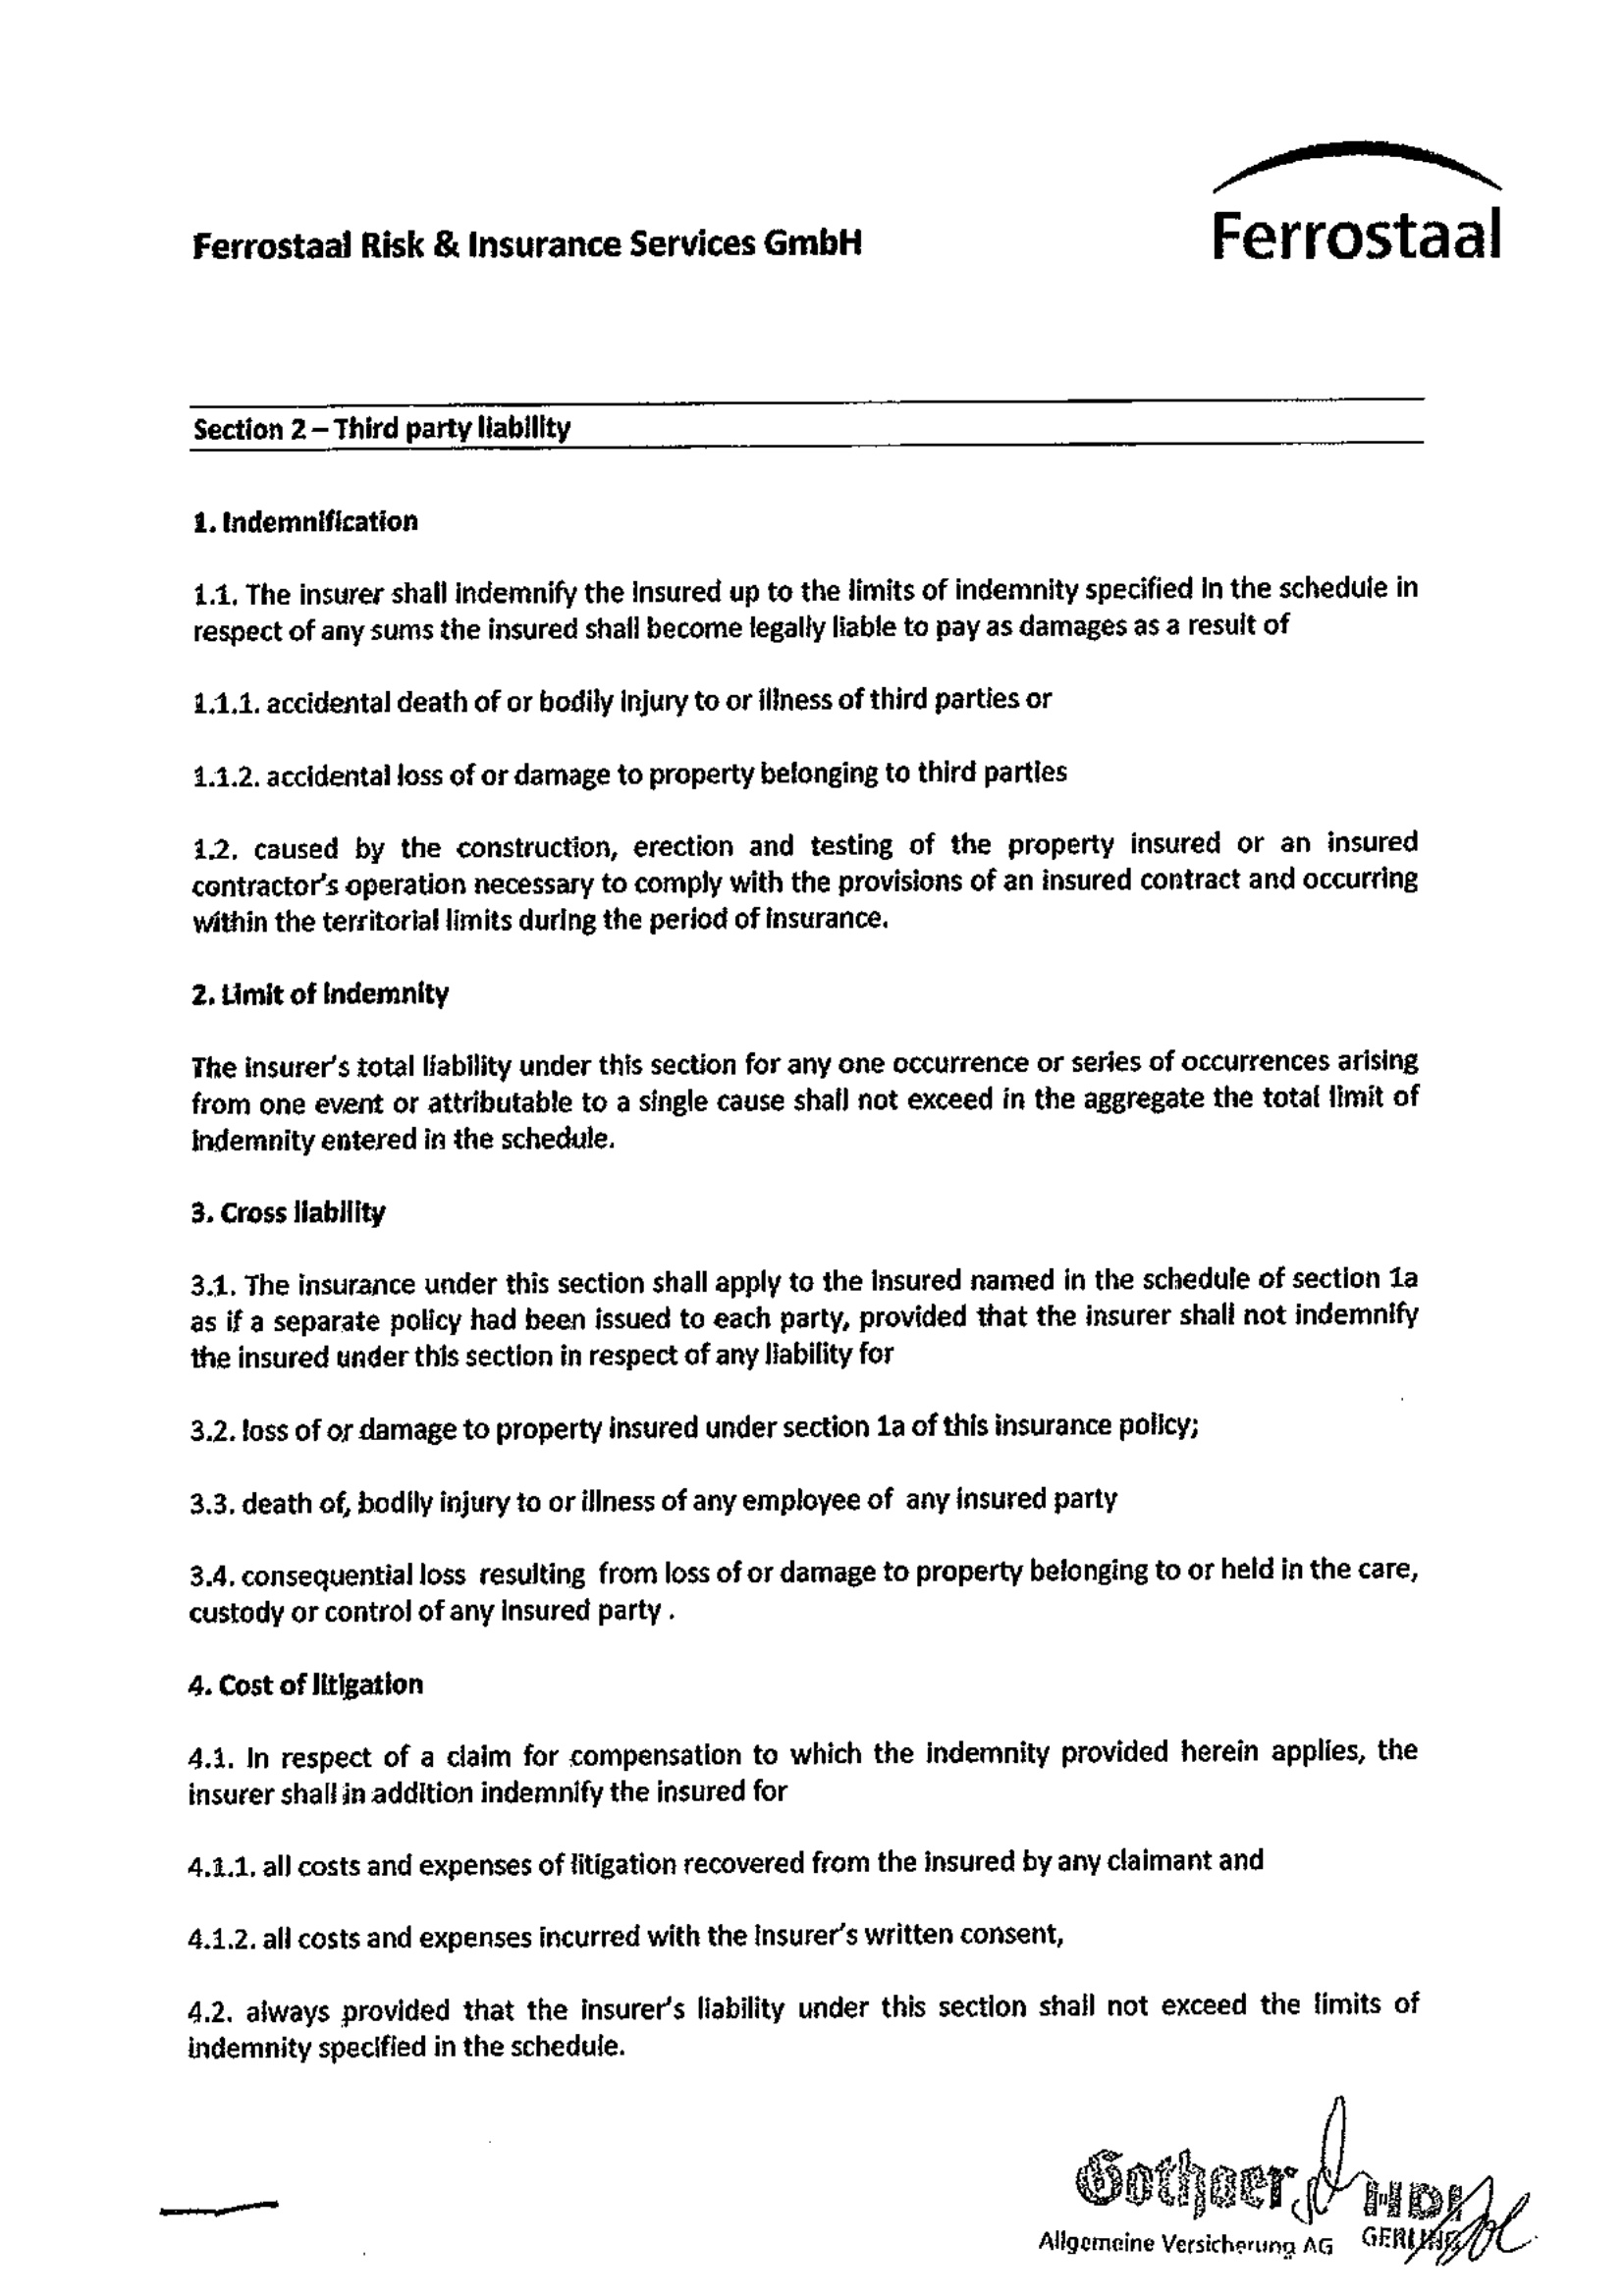 Ferrostaal Risk & Insurance Services GmbH
Ferrostaal
Section 2 – Third party liability
1. Indemnification
1.1. The insurer shall indemnify the insured up to the limits of indemnity specified in the schedule in
respect of any sums the insured shall become legally liable to pay as damages as a result of
1.1.1. accidental death of or bodily injury to or illness of third parties or
1.1.2. accidental loss of or damage to property belonging to third parties
1.2. caused by the construction, erection and testing of the property insured or an insured
contractor's operation necessary to comply with the provisions of an insured contract and occurring
within the territorial limits during the period of insurance.
2. Limit of indemnity
The insurer's total liability under this section for any one occurrence or series of occurrences arising
from one event or attributable to a single cause shall not exceed in the aggregate the total limit of
indemnity entered in the schedule.
3. Cross liability
3.1. The insurance under this section shall apply to the insured named in the schedule of section 1a
as if a separate policy had been issued to each party, provided that the insurer shall not indemnify
the insured under this section in respect of any liability for
3.2. loss of or damage to property insured under section 1a of this insurance policy;
3.3. death of, bodily injury to or illness of any employee of any insured party
3.4. consequential loss resulting from loss of or damage to property belonging to or held in the care,
custody or control of any insured party .
4. Cost of litigation
4.1. In respect of a claim for compensation to which the indemnity provided herein applies, the
insurer shall in addition indemnify the insured for
4.1.1. all costs and expenses of litigation recovered from the insured by any claimant and
4.1.2. all costs and expenses incurred with the insurer's written consent,
4.2. always provided that the insurer's liability under this section shall not exceed the limits of
indemnity specified in the schedule.
Gothaer HDI
Allgemeine Versicherung AG GERLING